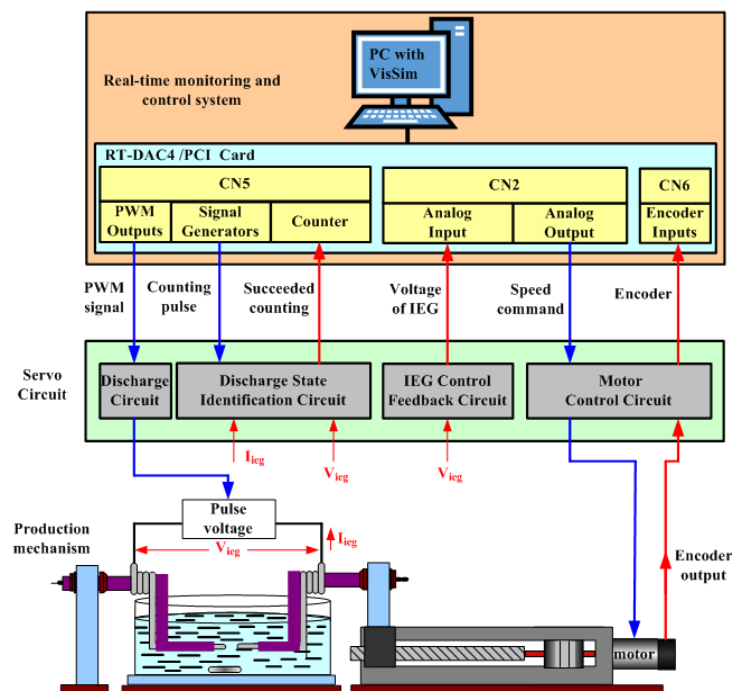 PC with
VisSim
Real-time monitoring and
control system
RT-DAC4 /PCI Card
CN5
CN2
CN6
PWM
Outputs
Signal
Generators
Counter
Analog
Input
Analog
Output
Encoder
Inputs
PWM
signal
Counting
pulse
Succeeded
counting
Voltage
of IEG
Speed
command
Encoder
Servo
Circuit
Discharge
Circuit
Discharge State
Identification Circuit
IEG Control
Feedback Circuit
Motor
Control Circuit
Iieg
Vieg
Vieg
Pulse
voltage
Production
mechanism
Vieg
Iieg
Encoder
output
motor